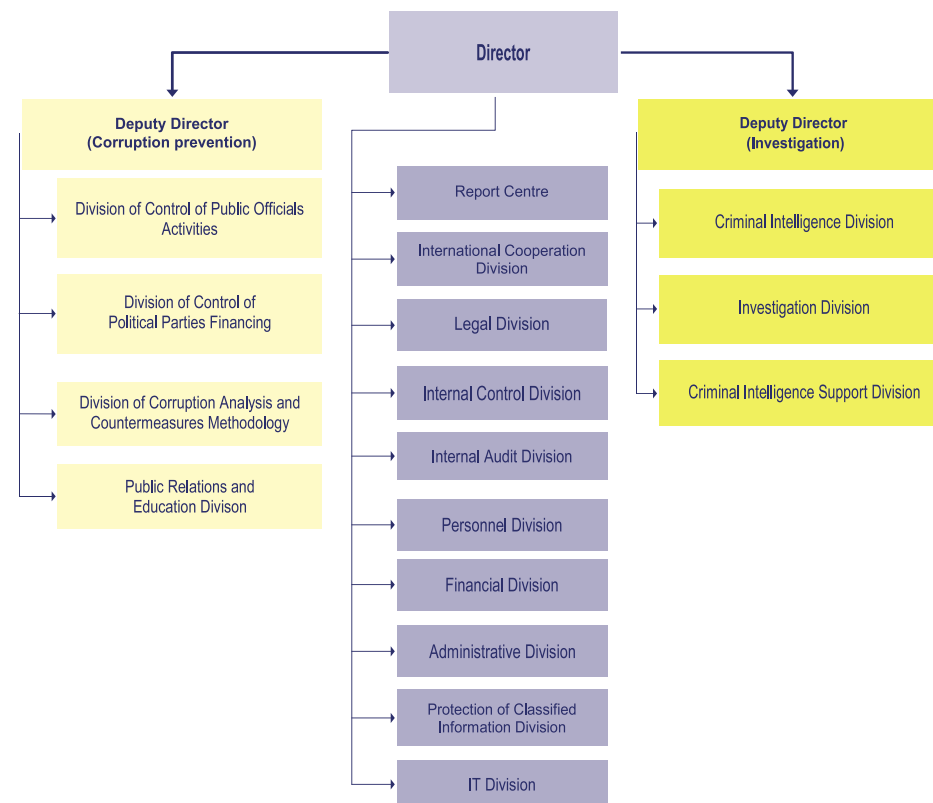 Director
Deputy Director
(Corruption prevention)
Division of Control of Public Officials
Activities
Division of Control of
Political Parties Financing
Division of Corruption Analysis and
Countermeasures Methodology
Public Relations and
Education Divison
Report Centre
International Cooperation
Division
Legal Division
Internal Control Division
Internal Audit Division
Personnel Division
Financial Division
Administrative Division
Protection of Classified
Information Division
IT Division
Deputy Director
(Investigation)
Criminal Intelligence Division
Investigation Division
Criminal Intelligence Support Division